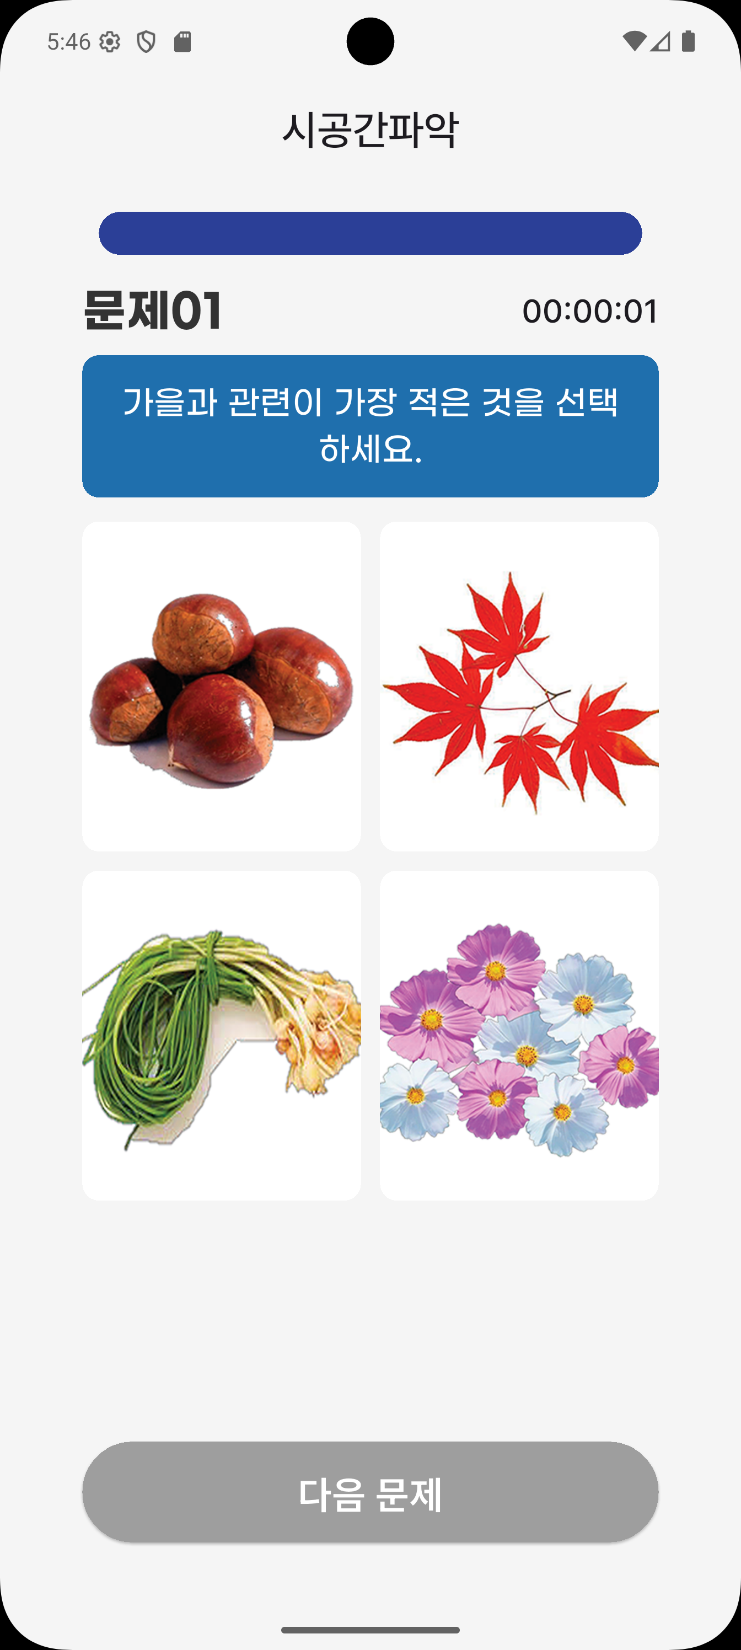 5:46
시공간파악
문제01
00:00:01
가을과 관련이 가장 적은 것을 선택
하세요.
다음 문제